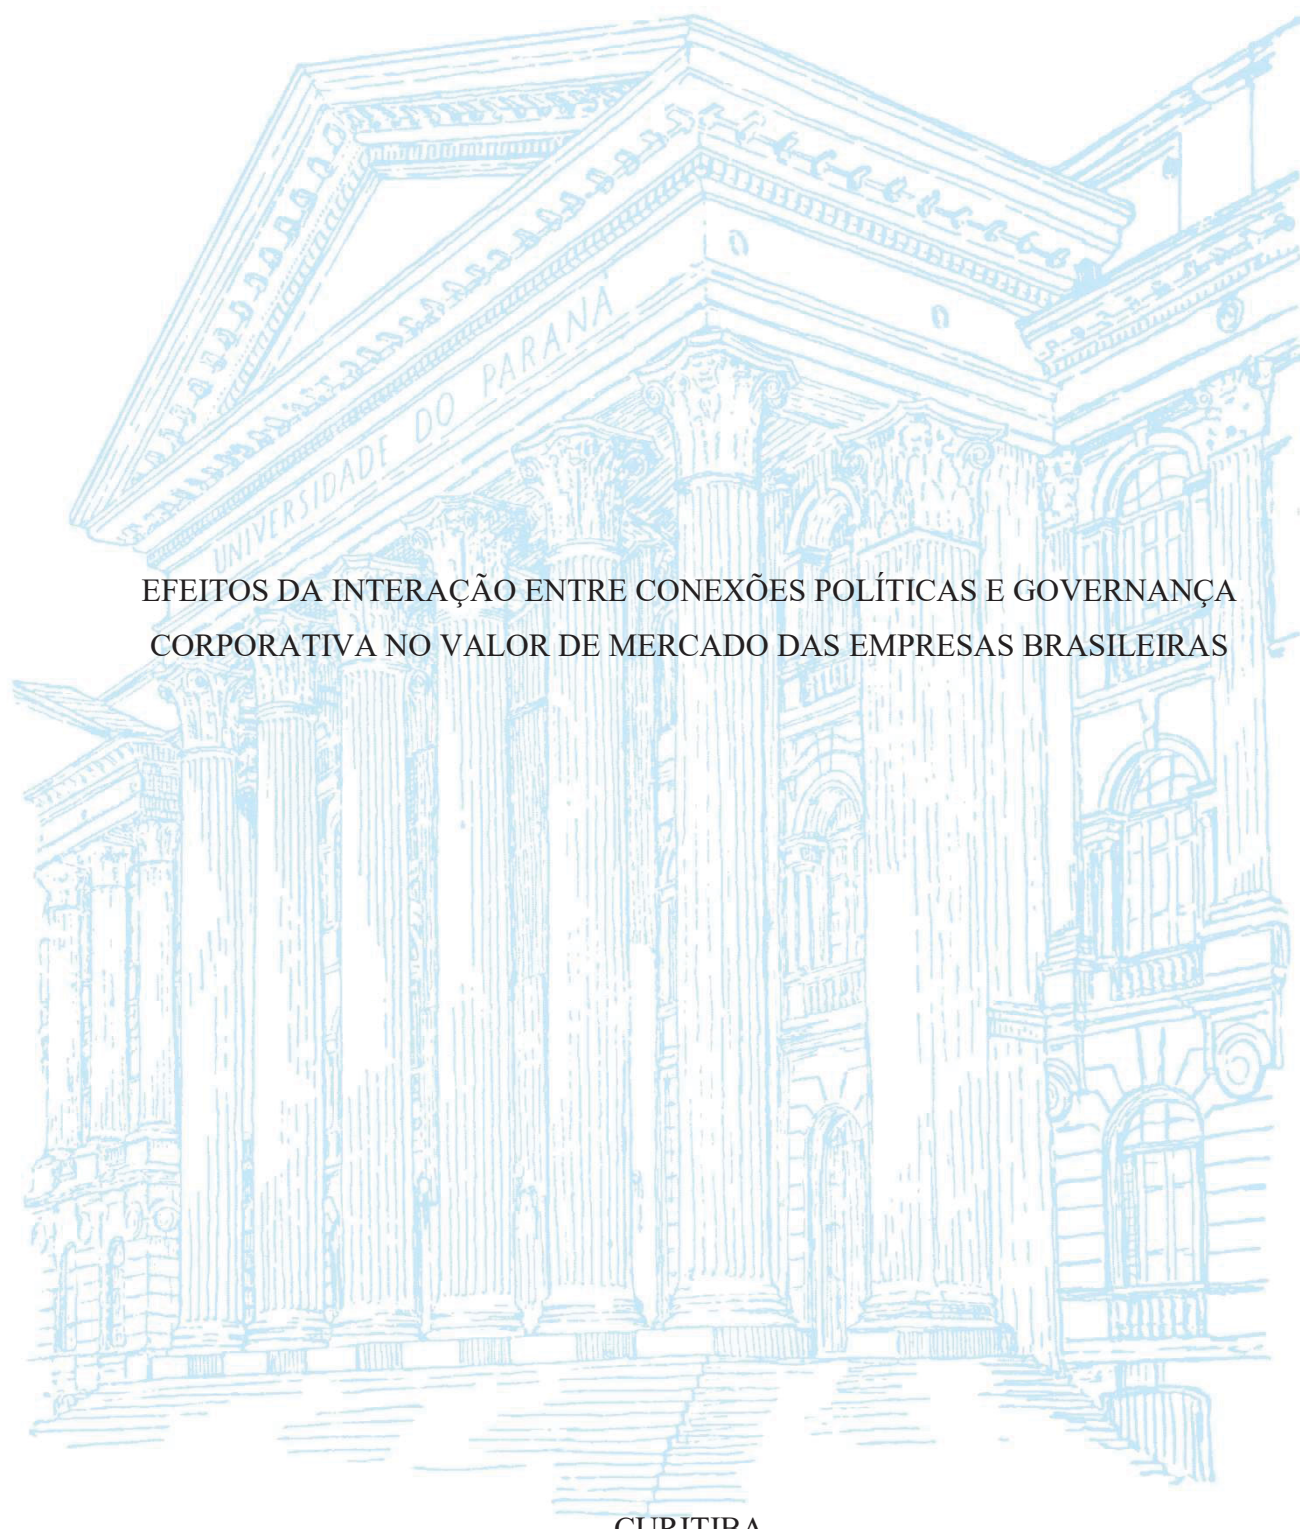 UNIVERSIDADE DO PARANÁ
EFEITOS DA INTERAÇÃO ENTRE CONEXÕES POLÍTICAS E GOVERNANÇA
CORPORATIVA NO VALOR DE MERCADO DAS EMPRESAS BRASILEIRAS
CURITIBA